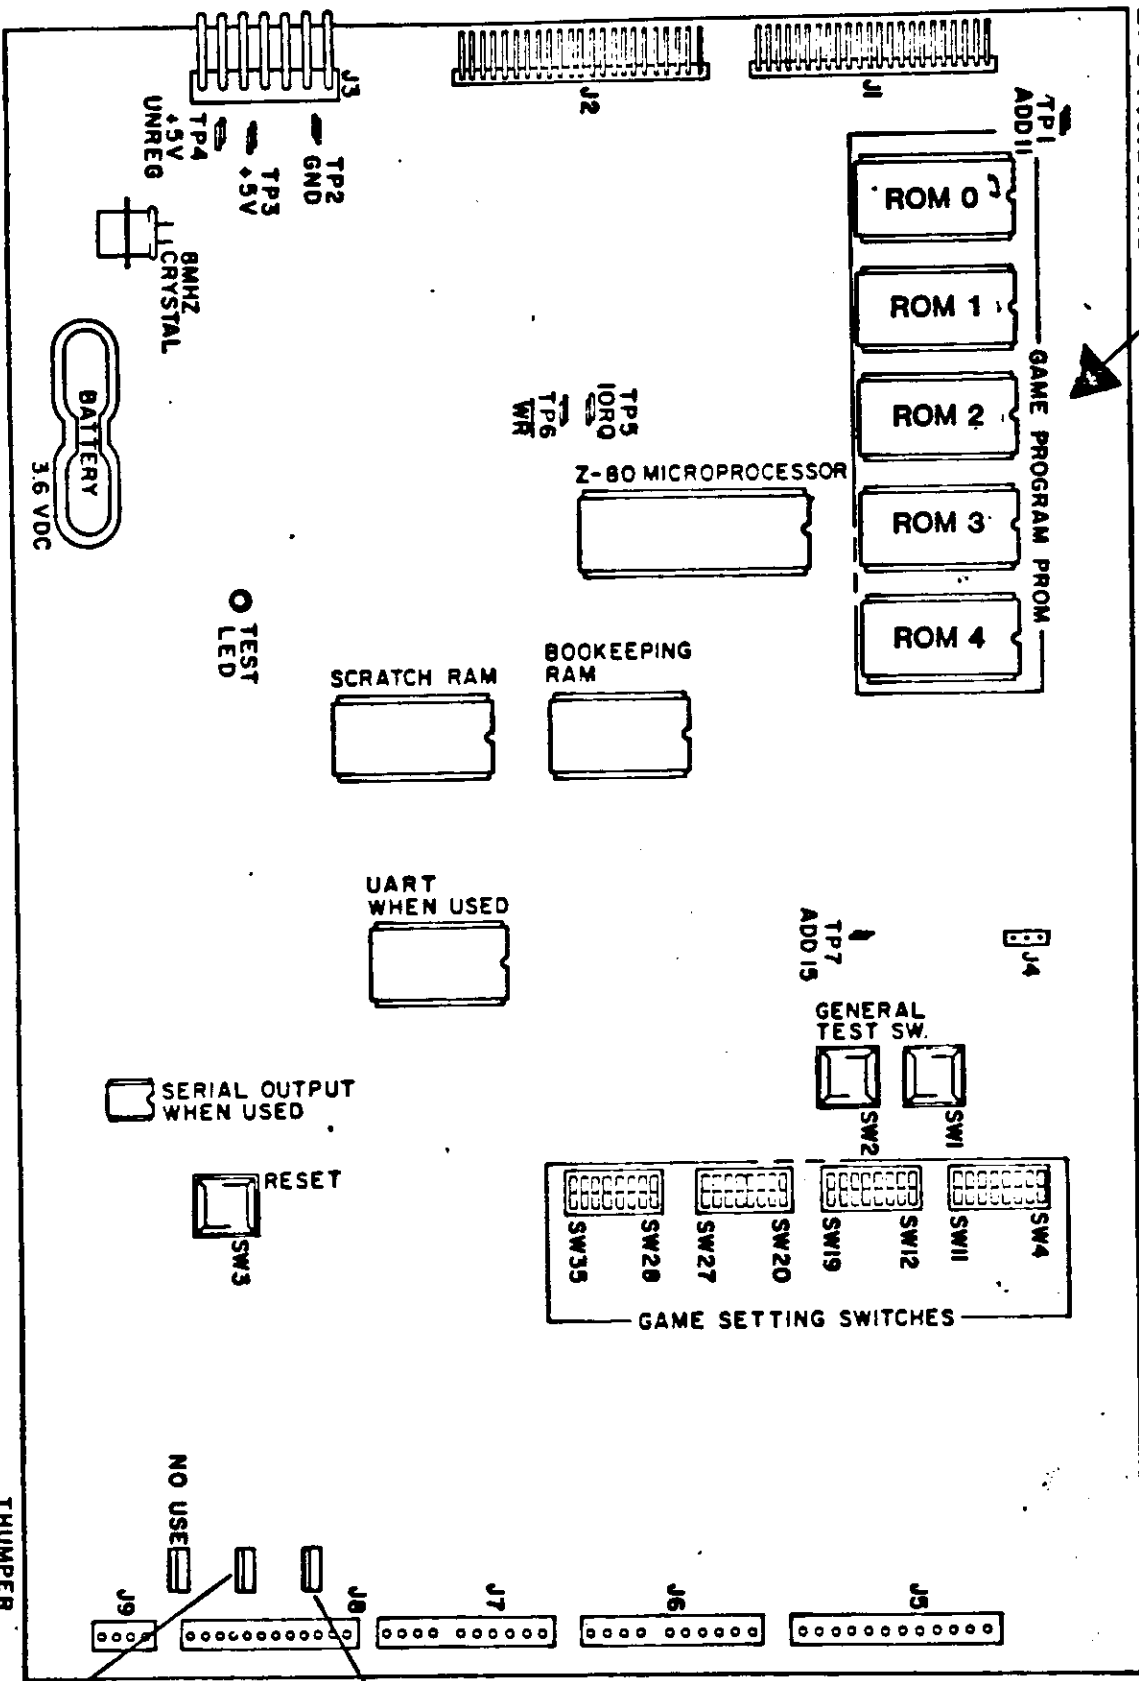 J3
J2
J1
TP1
ADD11
TP4
+5V
UNREG
TP3
+5V
TP2
GND
8MHZ
CRYSTAL
BATTERY
3.6 VDC
ROM 0
ROM 1
ROM 2
ROM 3
ROM 4
GAME PROGRAM PROM
TP5
IORQ
TP6
WR
Z-80 MICROPROCESSOR
TEST
LED
SCRATCH RAM
BOOKEEPING
RAM
UART
WHEN USED
TP7
ADD15
J4
GENERAL
TEST SW.
SW2
SW1
SERIAL OUTPUT
WHEN USED
RESET
SW3
SW35
SW28
SW27
SW20
SW19
SW12
SW11
SW4
GAME SETTING SWITCHES
NO USE
THUMPER
J9
J8
J7
J6
J5